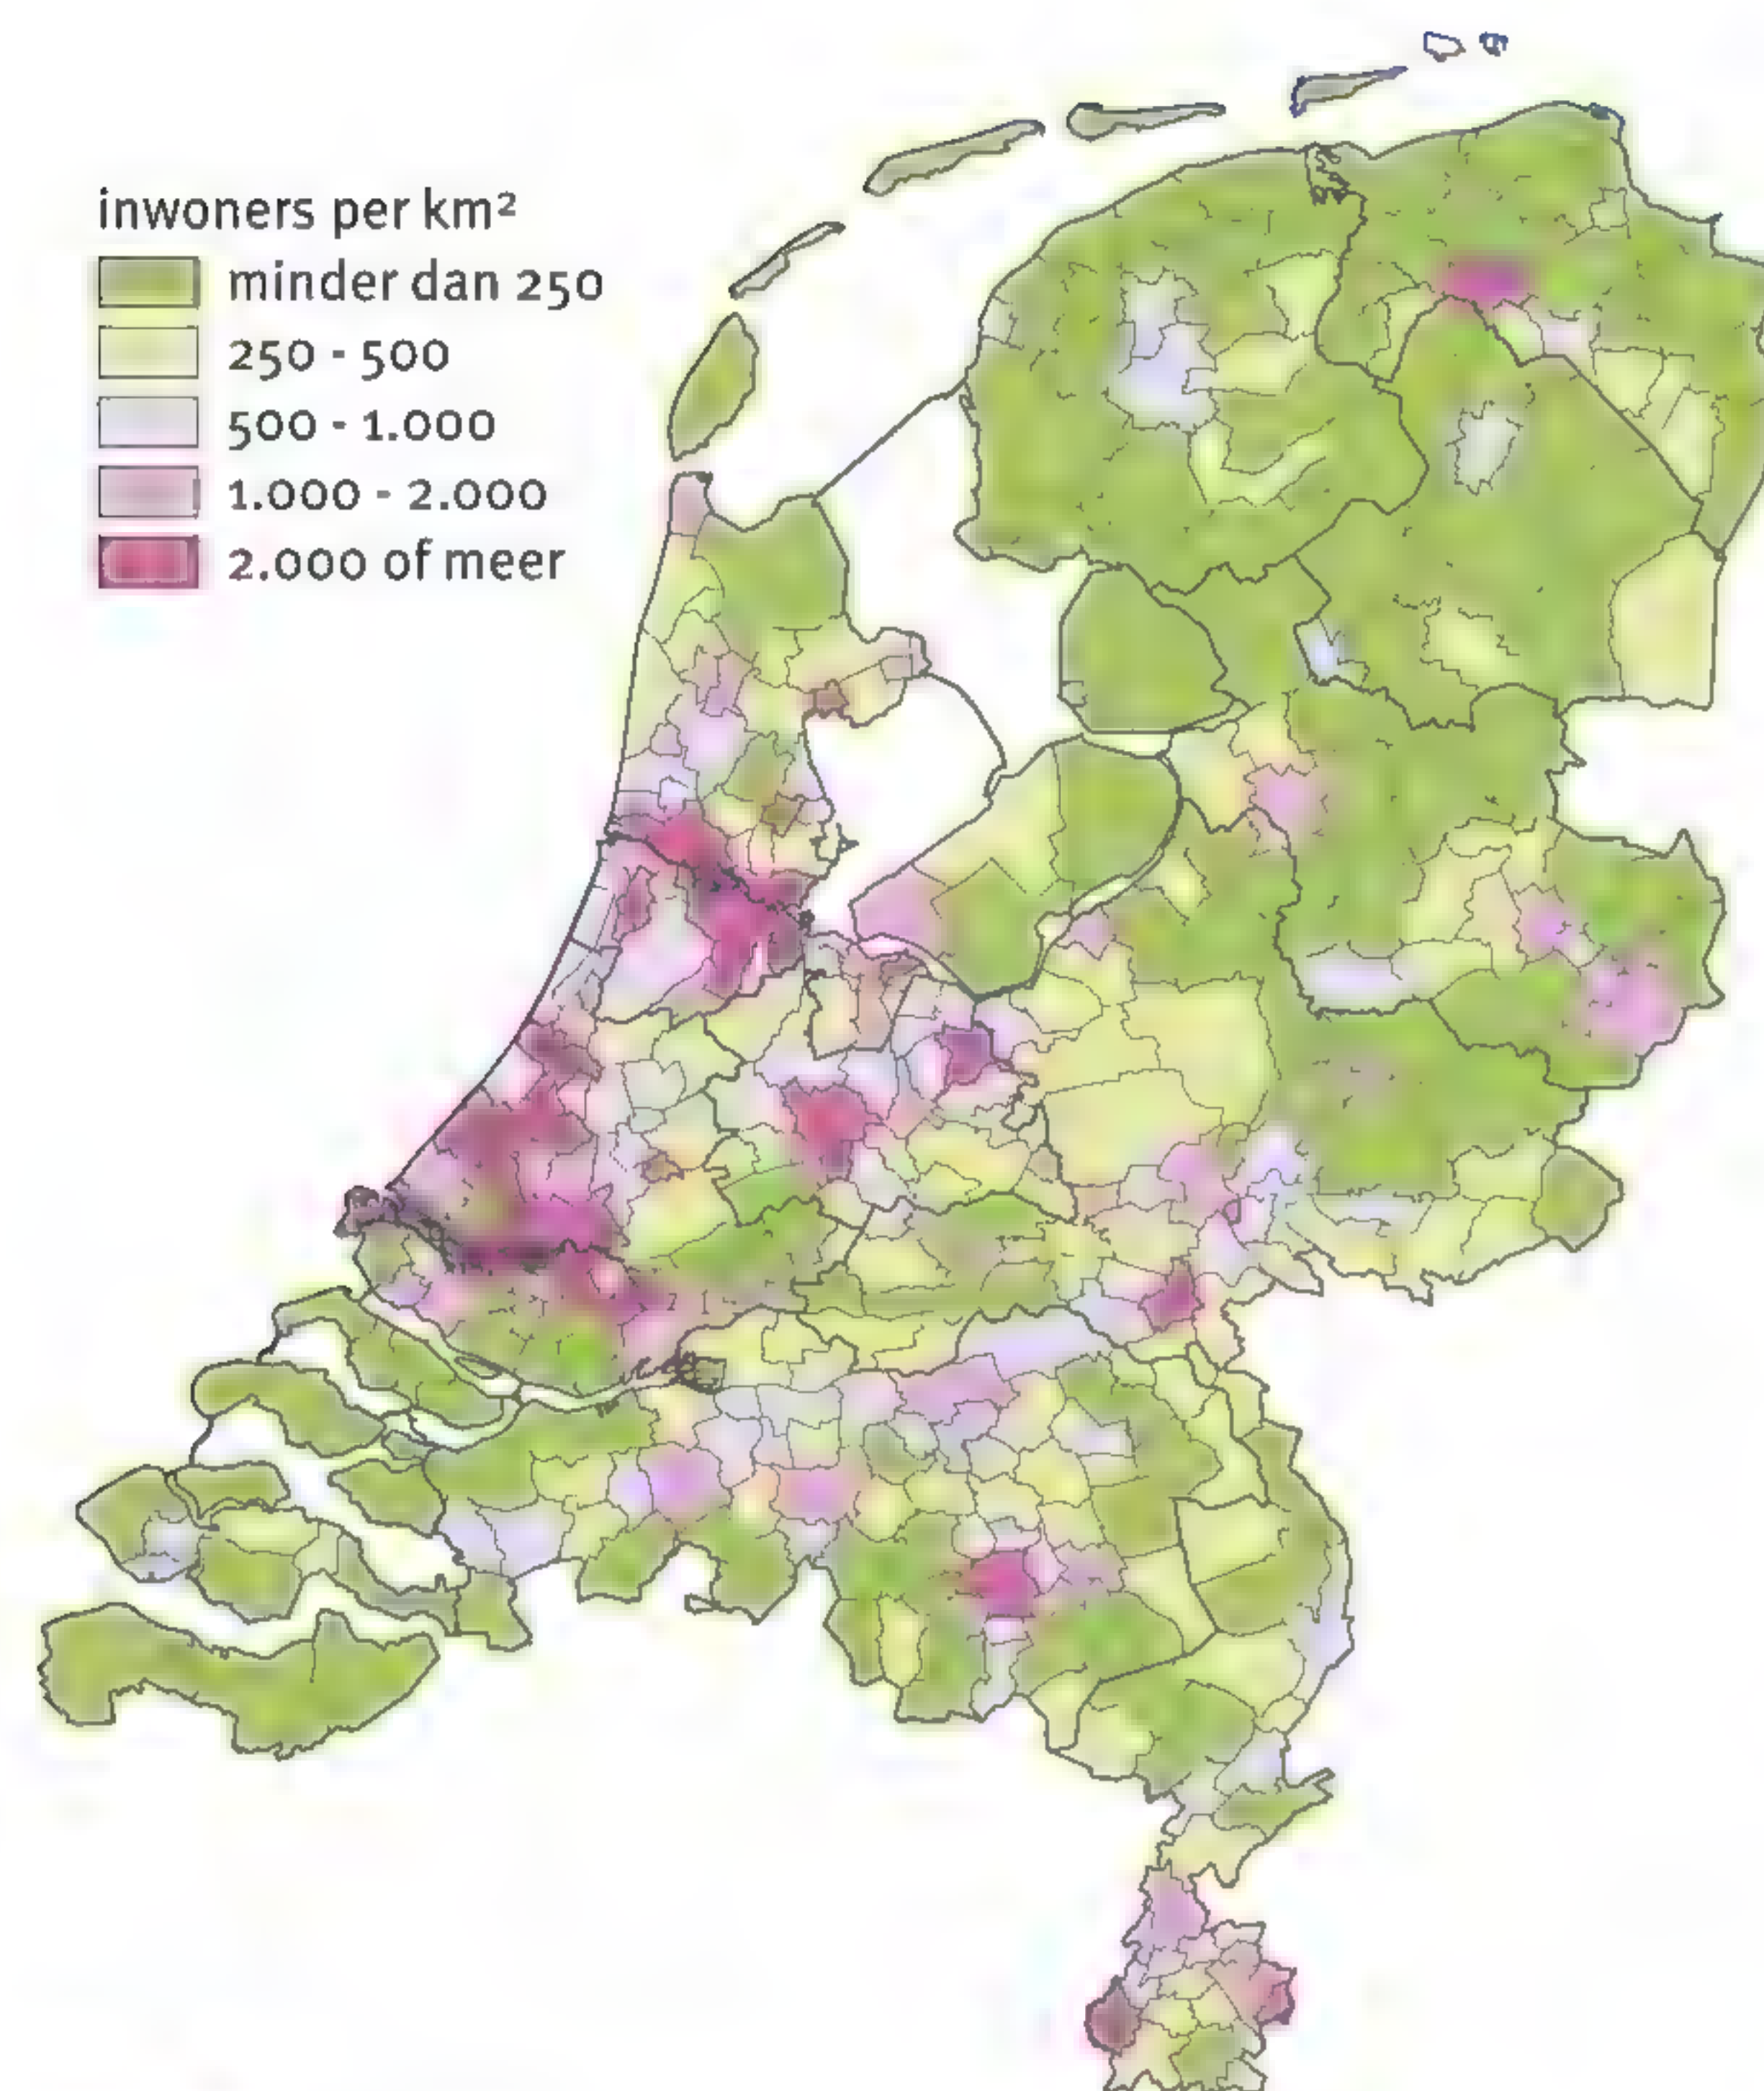 inwoners per km²
minder dan 250
250 - 500
500 - 1.000
1.000 - 2.000
2.000 of meer